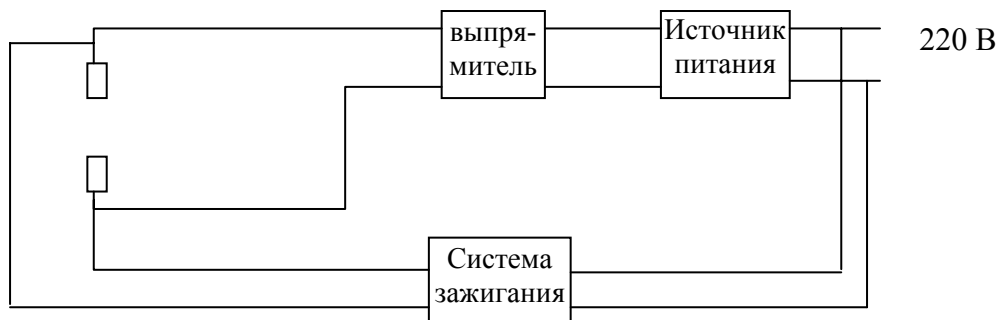 выпря-
митель
Источник
питания
220 В
Система
зажигания